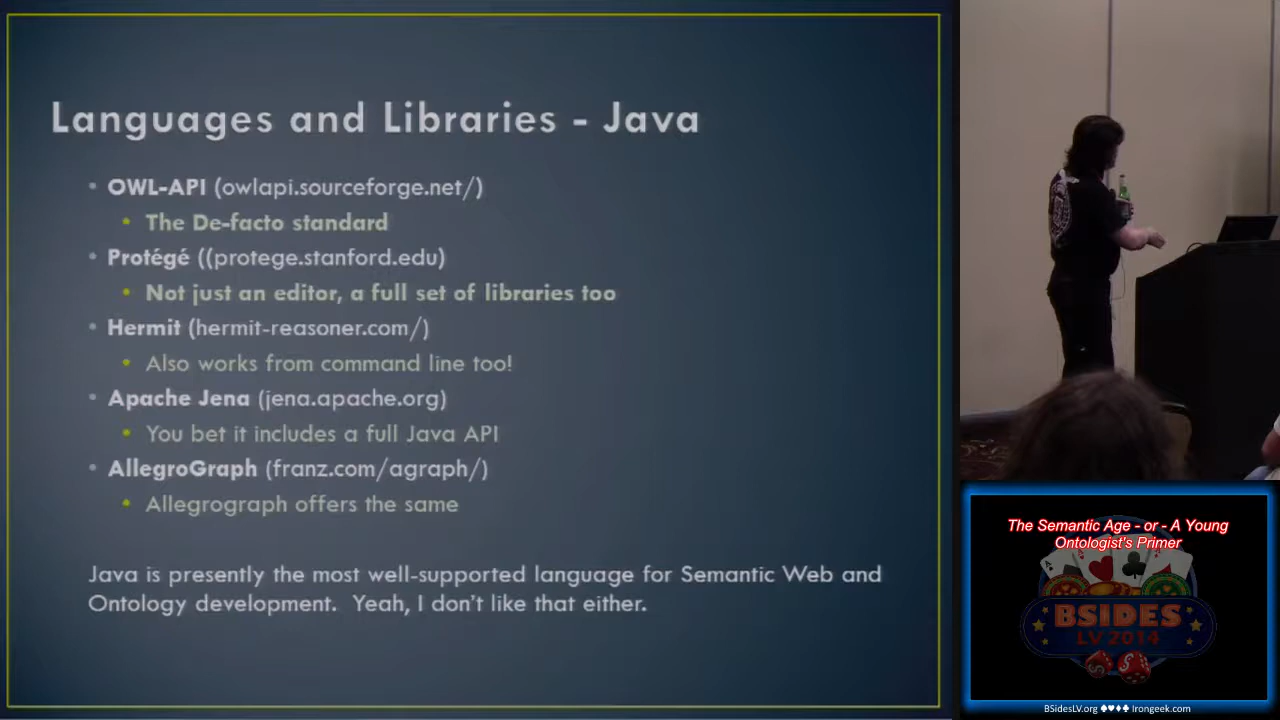 Languages and Libraries - Java
• OWL-API (owlapi.sourceforge.net/)
• The De-facto standard
• Protégé ((protege.stanford.edu)
• Not just an editor, a full set of libraries too
• Hermit (hermit-reasoner.com/)
• Also works from command line too!
• Apache Jena (jena.apache.org)
• You bet it includes a full Java API
• AllegroGraph (franz.com/agraph/)
• Allegrograph offers the same
Java is presently the most well-supported language for Semantic Web and
Ontology development. Yeah, I don't like that either.
The Semantic Age - or - A Young
Ontologist's Primer
BSIDES
LV 2014
BSidesLV.org ♠♥♦♣ Irongeek.com